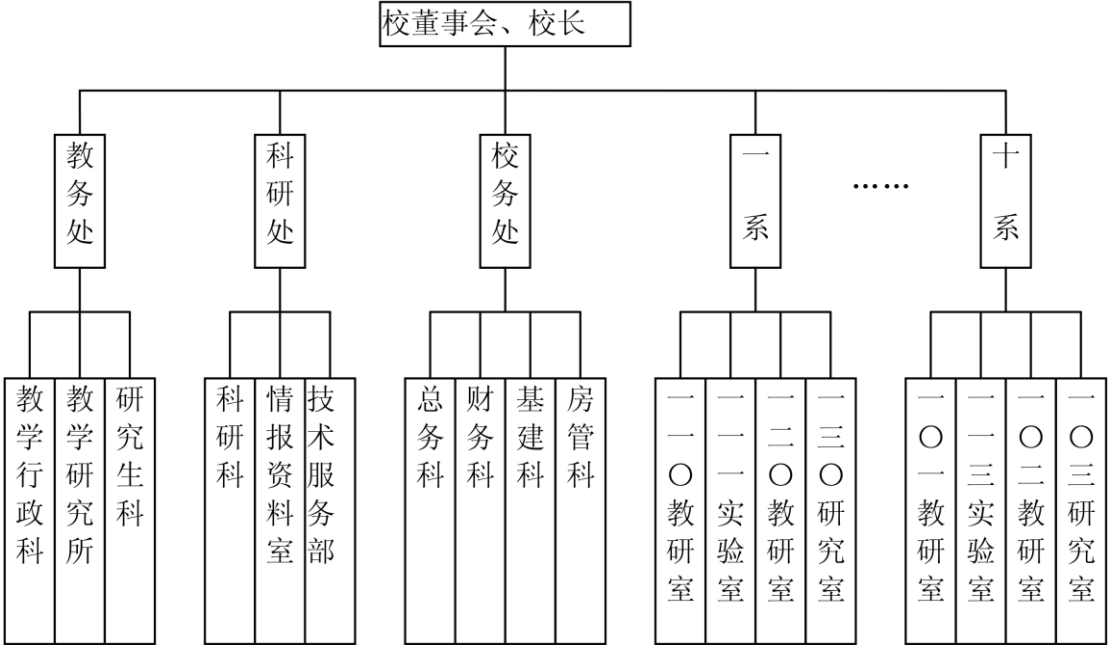 校董事会、校长
教务处
科研处
校务处
一系
……
十系
教学行政科
教学研究所
研究生科
科研科
情报资料室
技术服务部
总务科
财务科
基建科
房管科
一一〇教研室
一一一实验室
一二〇教研室
一三〇研究室
一〇一教研室
一一三实验室
一〇二教研室
一〇三研究室